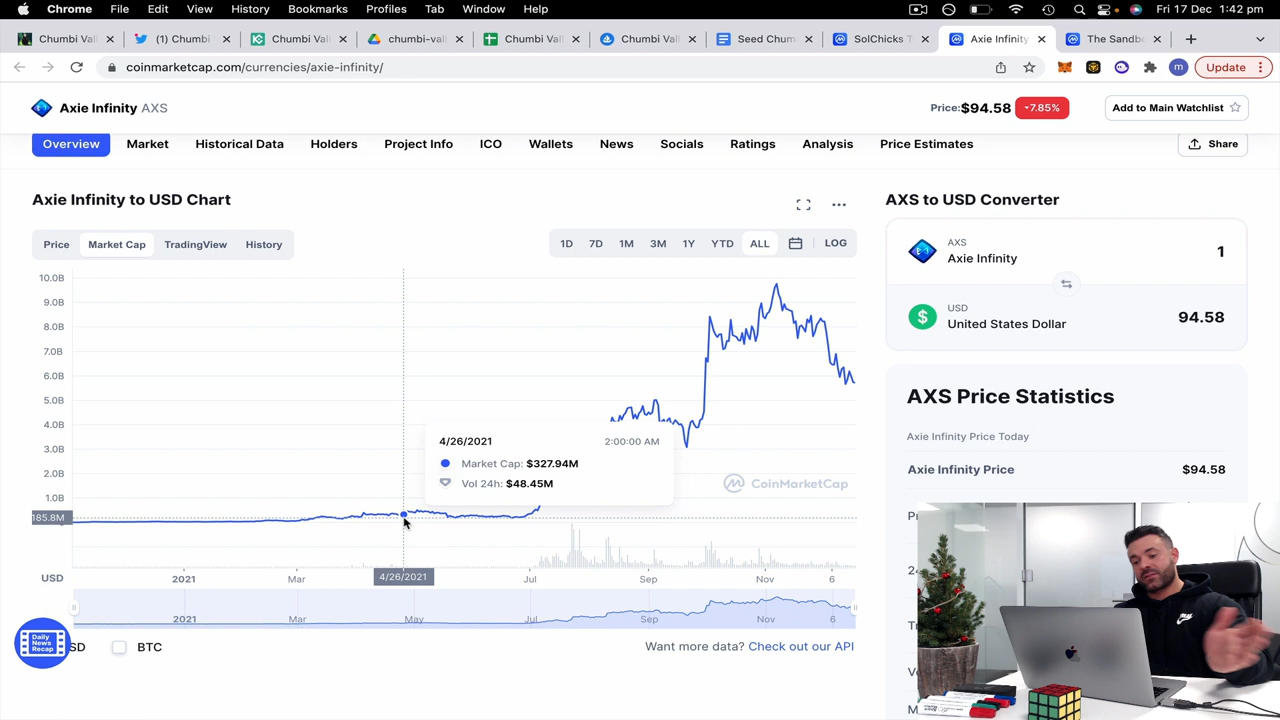 Chrome File Edit View History Bookmarks Profiles Tab Window Help Fri 17 Dec 1:42 pm
Chumbi Val (1) Chumbi Chumbi Vall chumbi-vall Chumbi Val Chumbi Vall Seed Chum SolChicks T Axie Infinity The Sandb
coinmarketcap.com/currencies/axie-infinity/ m Update
Axie Infinity AXS Price: $94.58 7.85% Add to Main Watchlist
Overview Market Historical Data Holders Project Info ICO Wallets News Socials Ratings Analysis Price Estimates Share
Axie Infinity to USD Chart
Price Market Cap TradingView History 1D 7D 1M 3M 1Y YTD ALL LOG
10.0B
9.0B
8.0B
7.0B
6.0B
5.0B
4.0B
3.0B
2.0B
1.0B
185.8M
4/26/2021 2:00:00 AM
Market Cap: $327.94M
Vol 24h: $48.45M
CoinMarketCap
USD 2021 Mar 4/26/2021 Jul Sep Nov 6
2021 Mar May Jul Sep Nov 6
Daily
News
Recap
SD BTC
Want more data? Check out our API
AXS to USD Converter
AXS
Axie Infinity 1
USD
United States Dollar 94.58
AXS Price Statistics
Axie Infinity Price Today
Axie Infinity Price $94.58